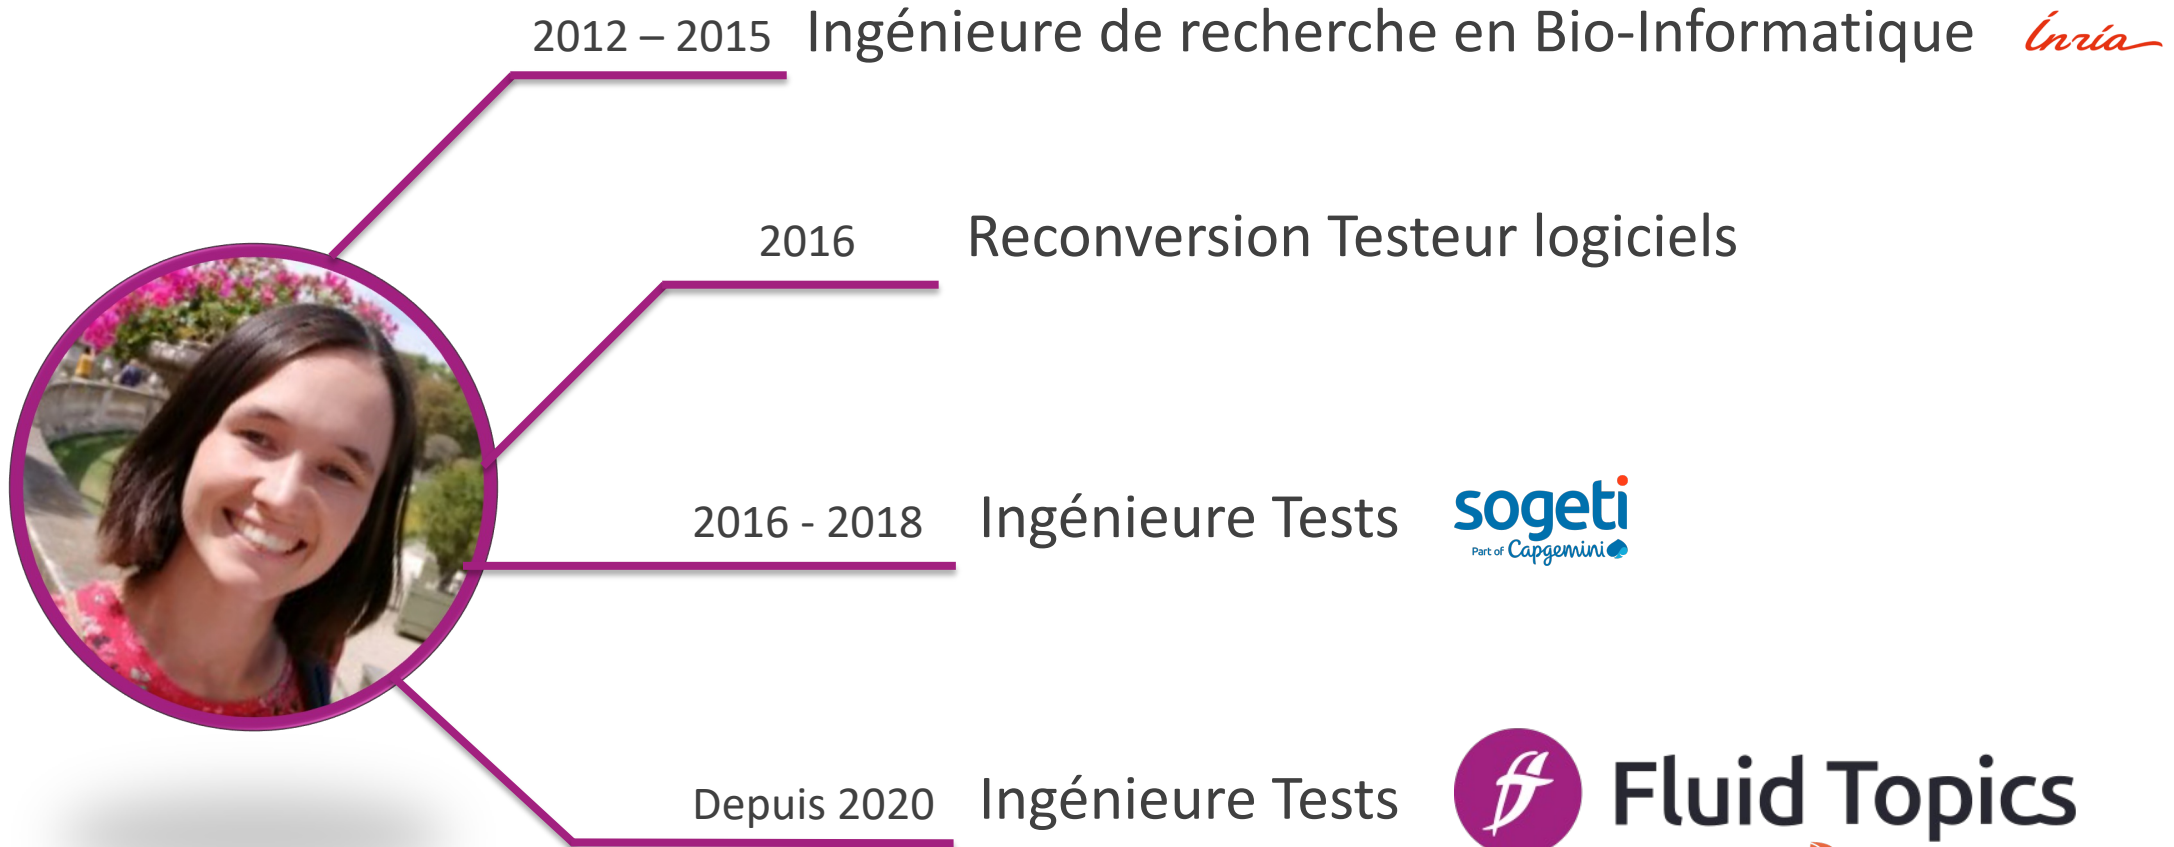 2012 – 2015 Ingénieure de recherche en Bio-Informatique Inria
2016 Reconversion Testeur logiciels
2016 - 2018 Ingénieure Tests sogeti
Part of Capgemini
Depuis 2020 Ingénieure Tests Fluid Topics